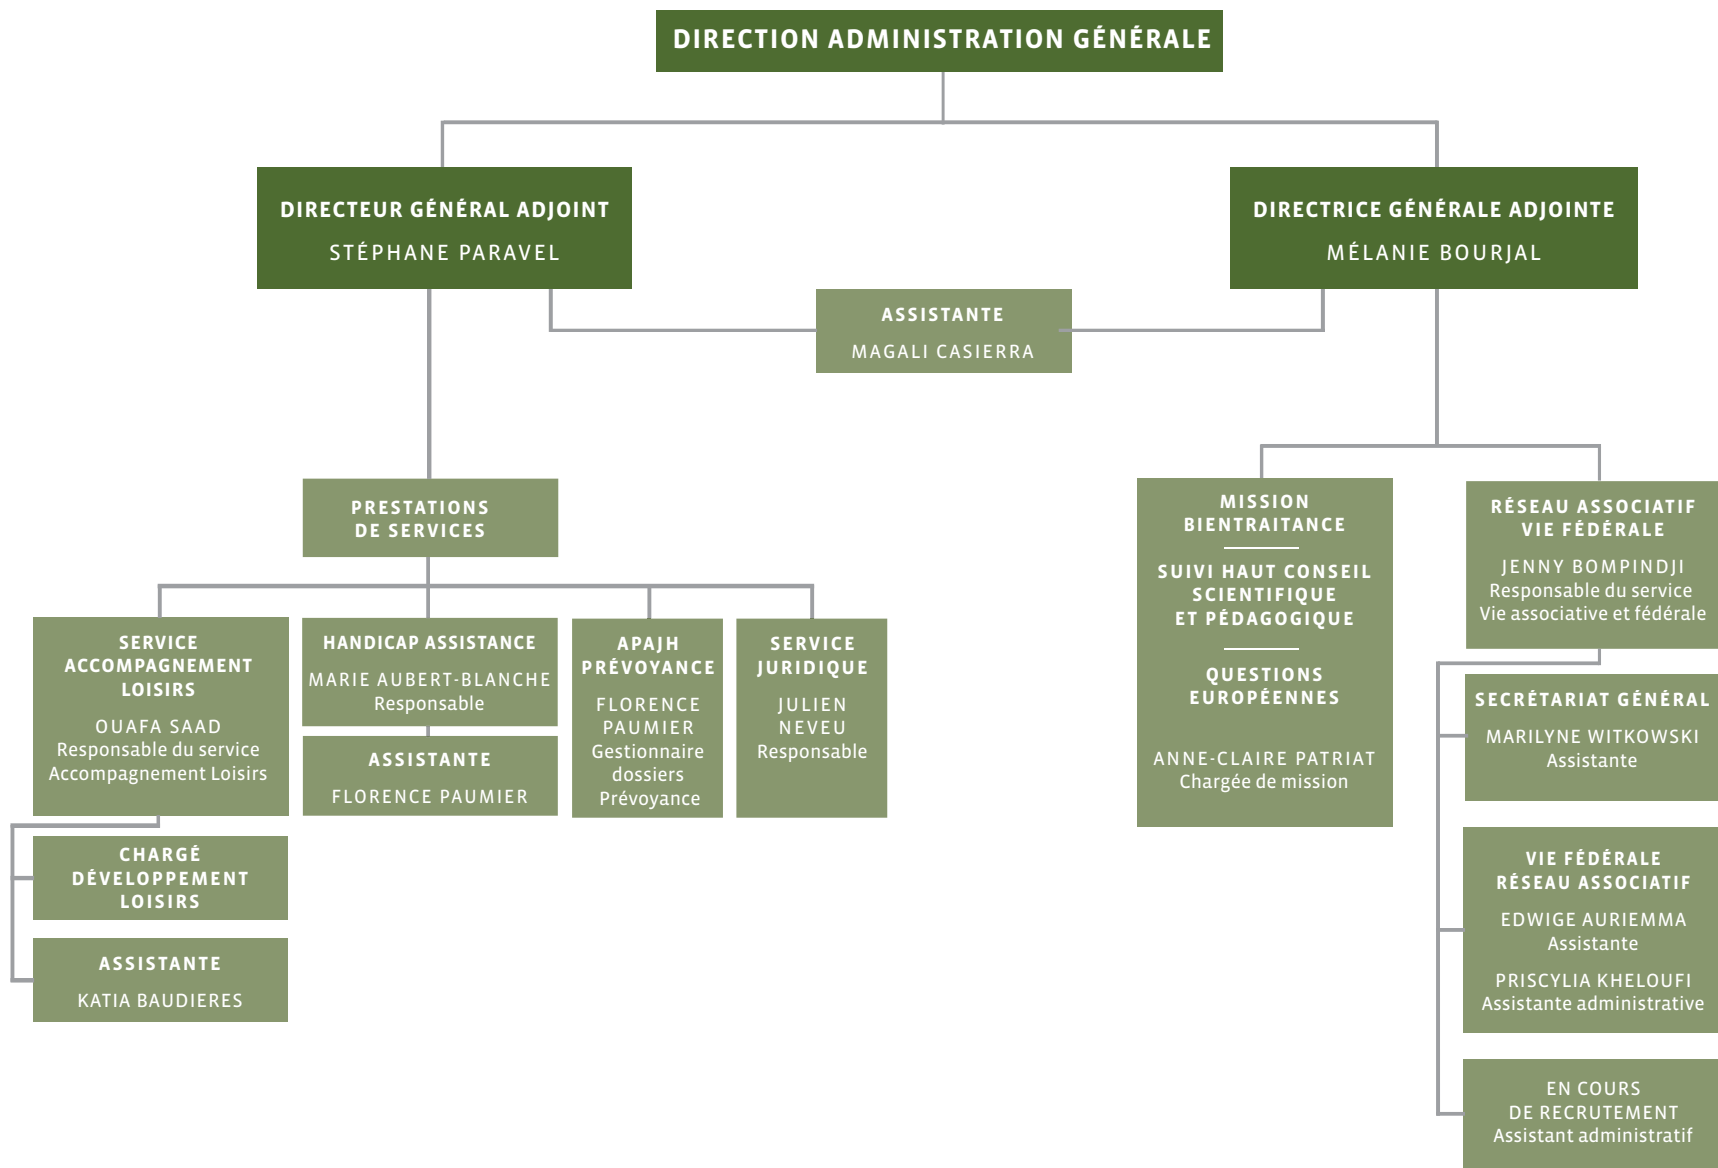 DIRECTION ADMINISTRATION GÉNÉRALE
DIRECTEUR GÉNÉRAL ADJOINT
STÉPHANE PARAVEL
DIRECTRICE GÉNÉRALE ADJOINTE
MÉLANIE BOURJAL
ASSISTANTE
MAGALI CASIERRA
PRESTATIONS
DE SERVICES
SERVICE
ACCOMPAGNEMENT
LOISIRS
OUAFA SAAD
Responsable du service
Accompagnement Loisirs
CHARGÉ
DÉVELOPPEMENT
LOISIRS
ASSISTANTE
KATIA BAUDIERES
HANDICAP ASSISTANCE
MARIE AUBERT-BLANCHE
Responsable
ASSISTANTE
FLORENCE PAUMIER
APAJH
PRÉVOYANCE
FLORENCE
PAUMIER
Gestionnaire
dossiers
Prévoyance
SERVICE
JURIDIQUE
JULIEN
NEVEU
Responsable
MISSION
BIENTRAITANCE
SUIVI HAUT CONSEIL
SCIENTIFIQUE
ET PÉDAGOGIQUE
QUESTIONS
EUROPÉENNES
ANNE-CLAIRE PATRIAT
Chargée de mission
RÉSEAU ASSOCIATIF
VIE FÉDÉRALE
JENNY BOMPINDJI
Responsable du service
Vie associative et fédérale
SECRÉTARIAT GÉNÉRAL
MARILYNE WITKOWSKI
Assistante
VIE FÉDÉRALE
RÉSEAU ASSOCIATIF
EDWIGE AURIEMMA
Assistante
PRISCYLIA KHELOUFI
Assistante administrative
EN COURS
DE RECRUTEMENT
Assistant administratif